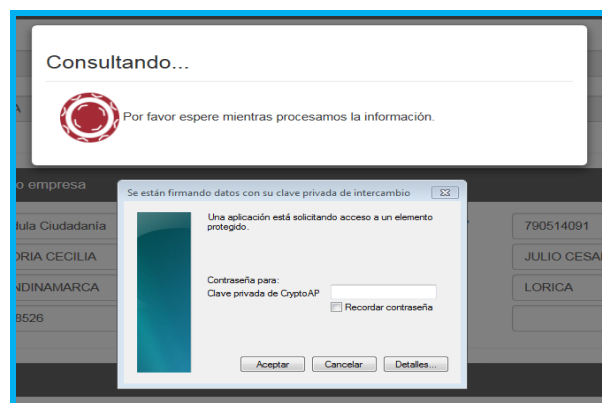 Consultando...
Por favor espere mientras procesamos la información.
A
o empresa
Se están firmando datos con su clave privada de intercambio
Una aplicación está solicitando acceso a un elemento
protegido.
dula Ciudadanía
790514091
ORIA CECILIA
JULIO CESA
NDINAMARCA
LORICA
8526
Contraseña para:
Clave privada de CryptoAP
Recordar contraseña
Aceptar
Cancelar
Detalles...